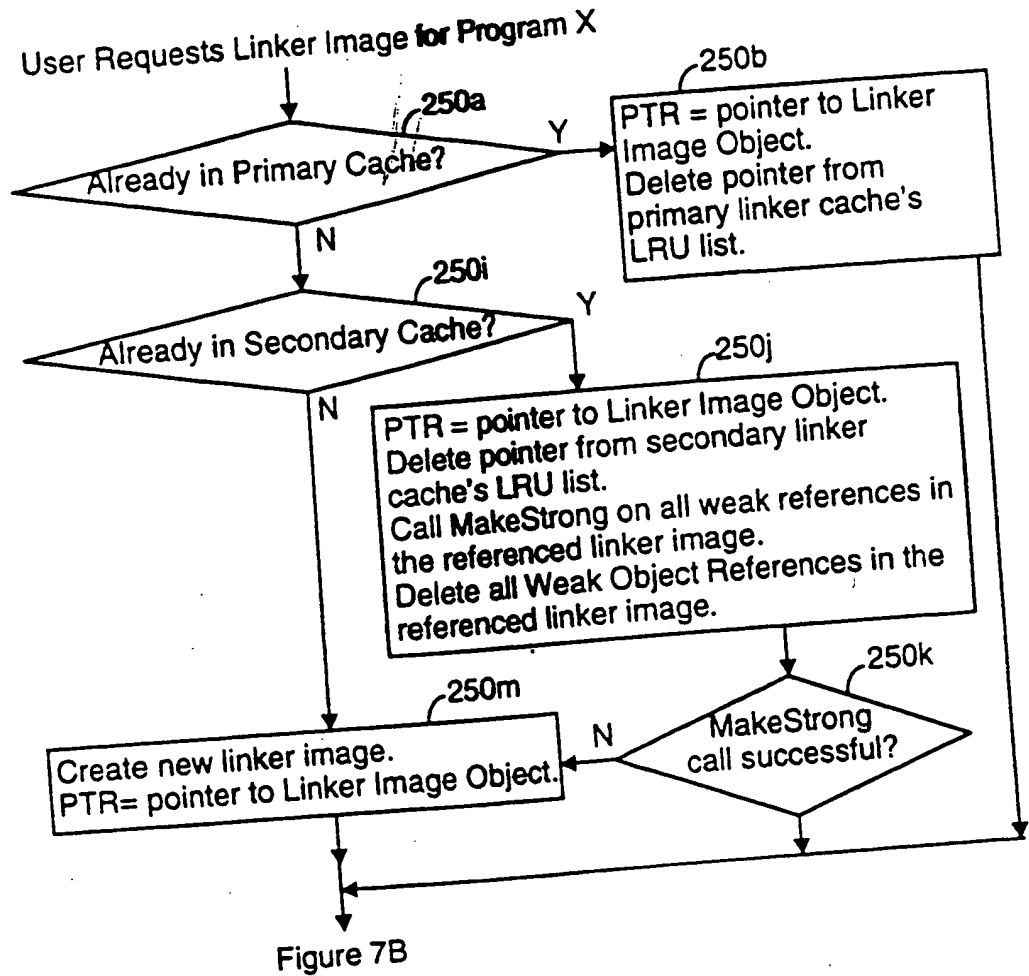 User Requests Linker Image for Program X
250a
Already in Primary Cache?
Y
N
250b
PTR = pointer to Linker
Image Object.
Delete pointer from
primary linker cache's
LRU list.
250i
Already in Secondary Cache?
Y
N
250j
PTR = pointer to Linker Image Object.
Delete pointer from secondary linker
cache's LRU list.
Call MakeStrong on all weak references in
the referenced linker image.
Delete all Weak Object References in the
referenced linker image.
250k
MakeStrong
call successful?
N
250m
Create new linker image.
PTR= pointer to Linker Image Object.
Figure 7B